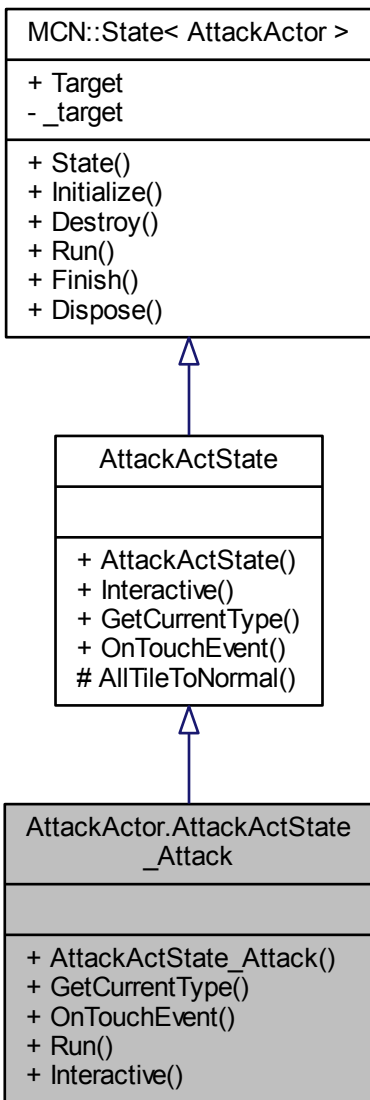 MCN::State< AttackActor >
+ Target
- _target
+ State()
+ Initialize()
+ Destroy()
+ Run()
+ Finish()
+ Dispose()
AttackActState
+ AttackActState()
+ Interactive()
+ GetCurrentType()
+ OnTouchEvent()
# AllTileToNormal()
AttackActor.AttackActState
_Attack
+ AttackActState_Attack()
+ GetCurrentType()
+ OnTouchEvent()
+ Run()
+ Interactive()